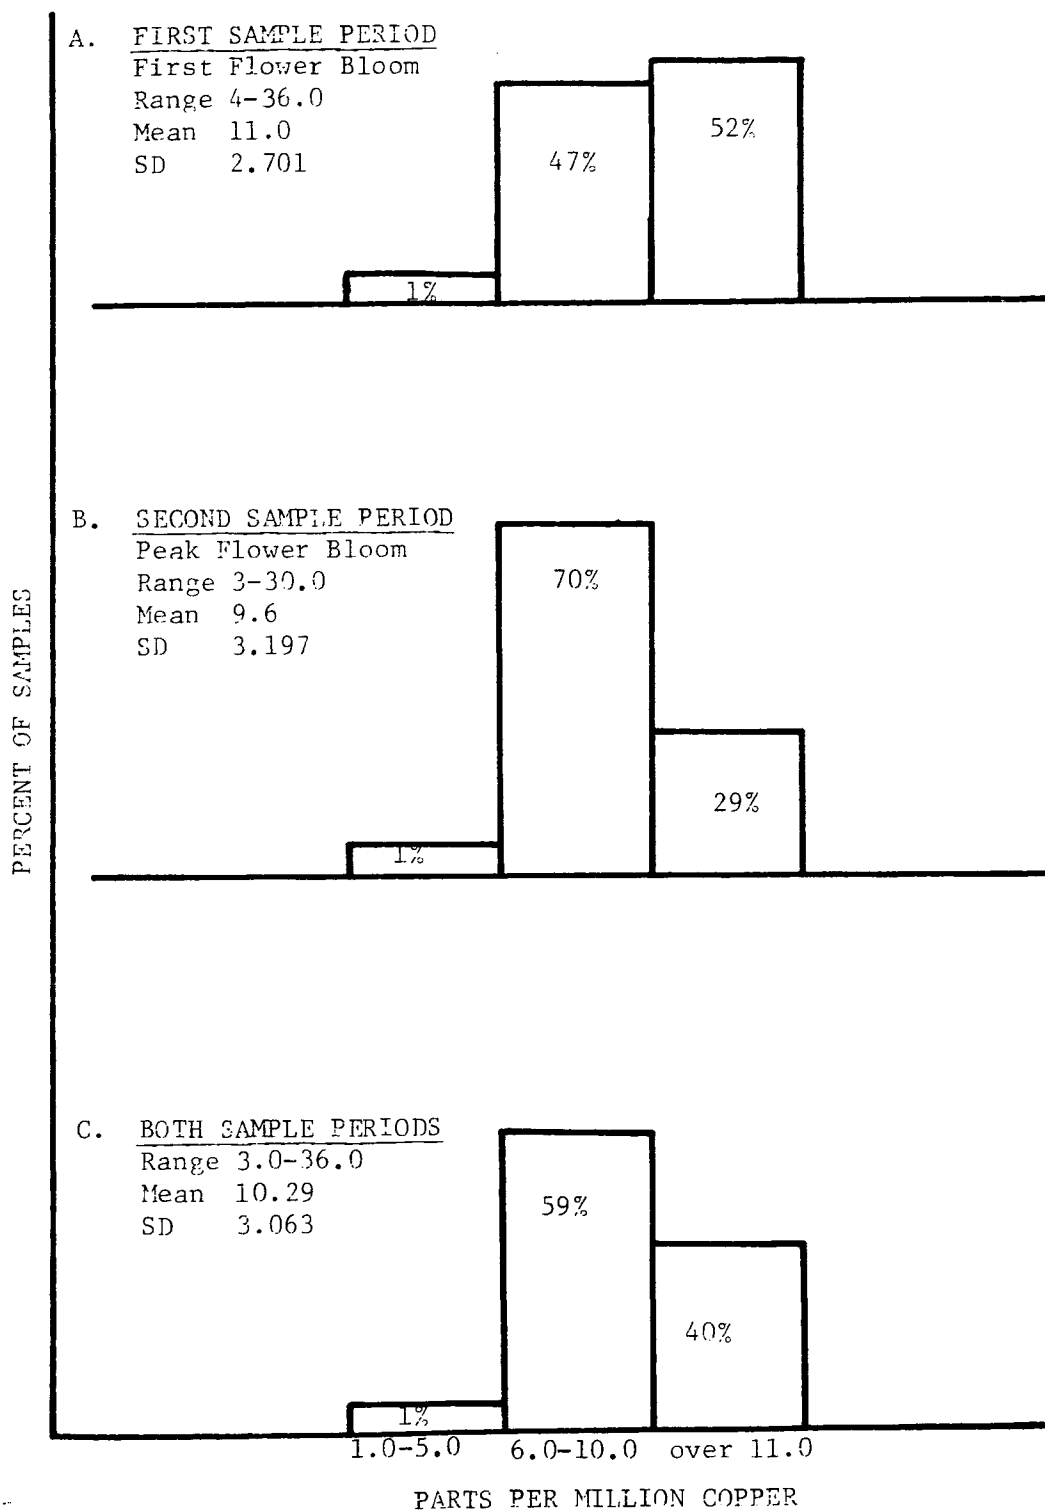 A. FIRST SAMPLE PERIOD
First Flower Bloom
Range 4-36.0
Mean 11.0
SD 2.701
1%
47%
52%
B. SECOND SAMPLE PERIOD
Peak Flower Bloom
Range 3-30.0
Mean 9.6
SD 3.197
1%
70%
29%
PERCENT OF SAMPLES
C. BOTH SAMPLE PERIODS
Range 3.0-36.0
Mean 10.29
SD 3.063
1%
59%
40%
1.0-5.0 6.0-10.0 over 11.0
PARTS PER MILLION COPPER